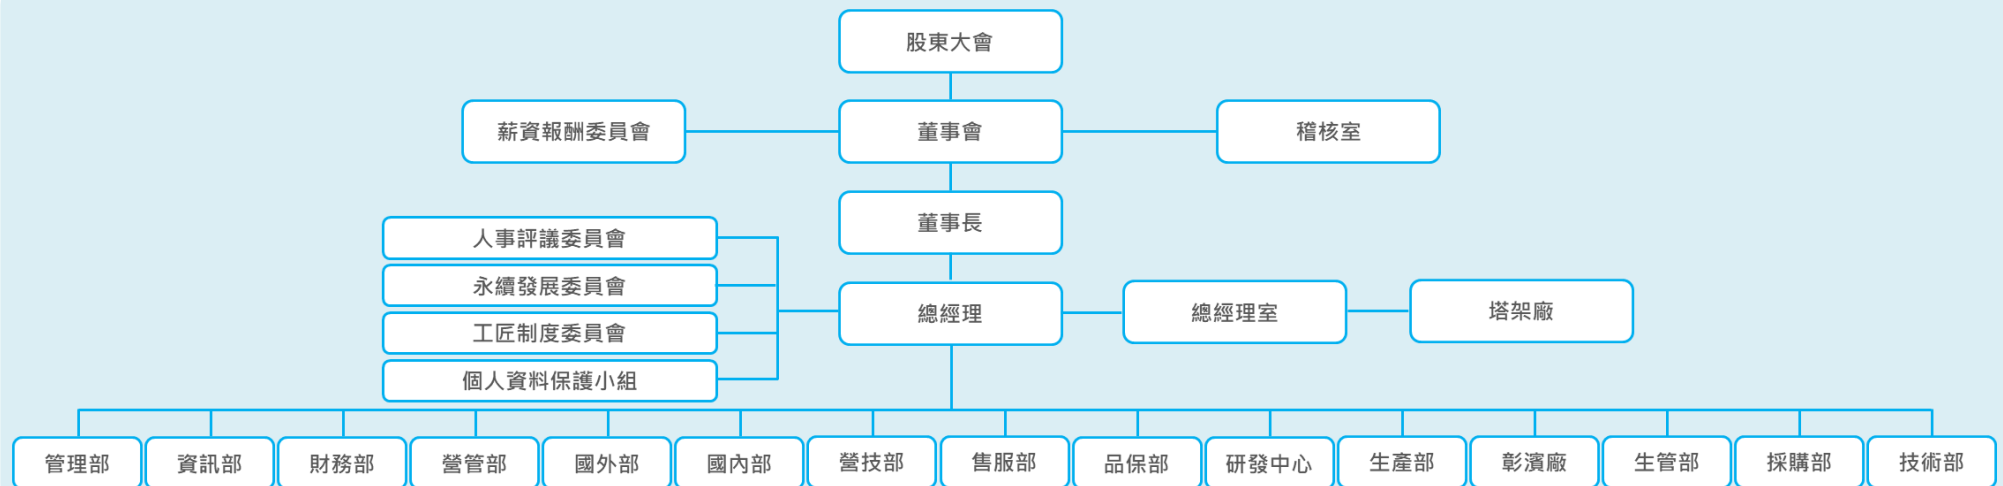 股東大會
薪資報酬委員會
董事會
稽核室
董事長
人事評議委員會
永續發展委員會
工匠制度委員會
個人資料保護小組
總經理
總經理室
塔架廠
管理部
資訊部
財務部
營管部
國外部
國內部
營技部
售服部
品保部
研發中心
生產部
彰濱廠
生管部
採購部
技術部